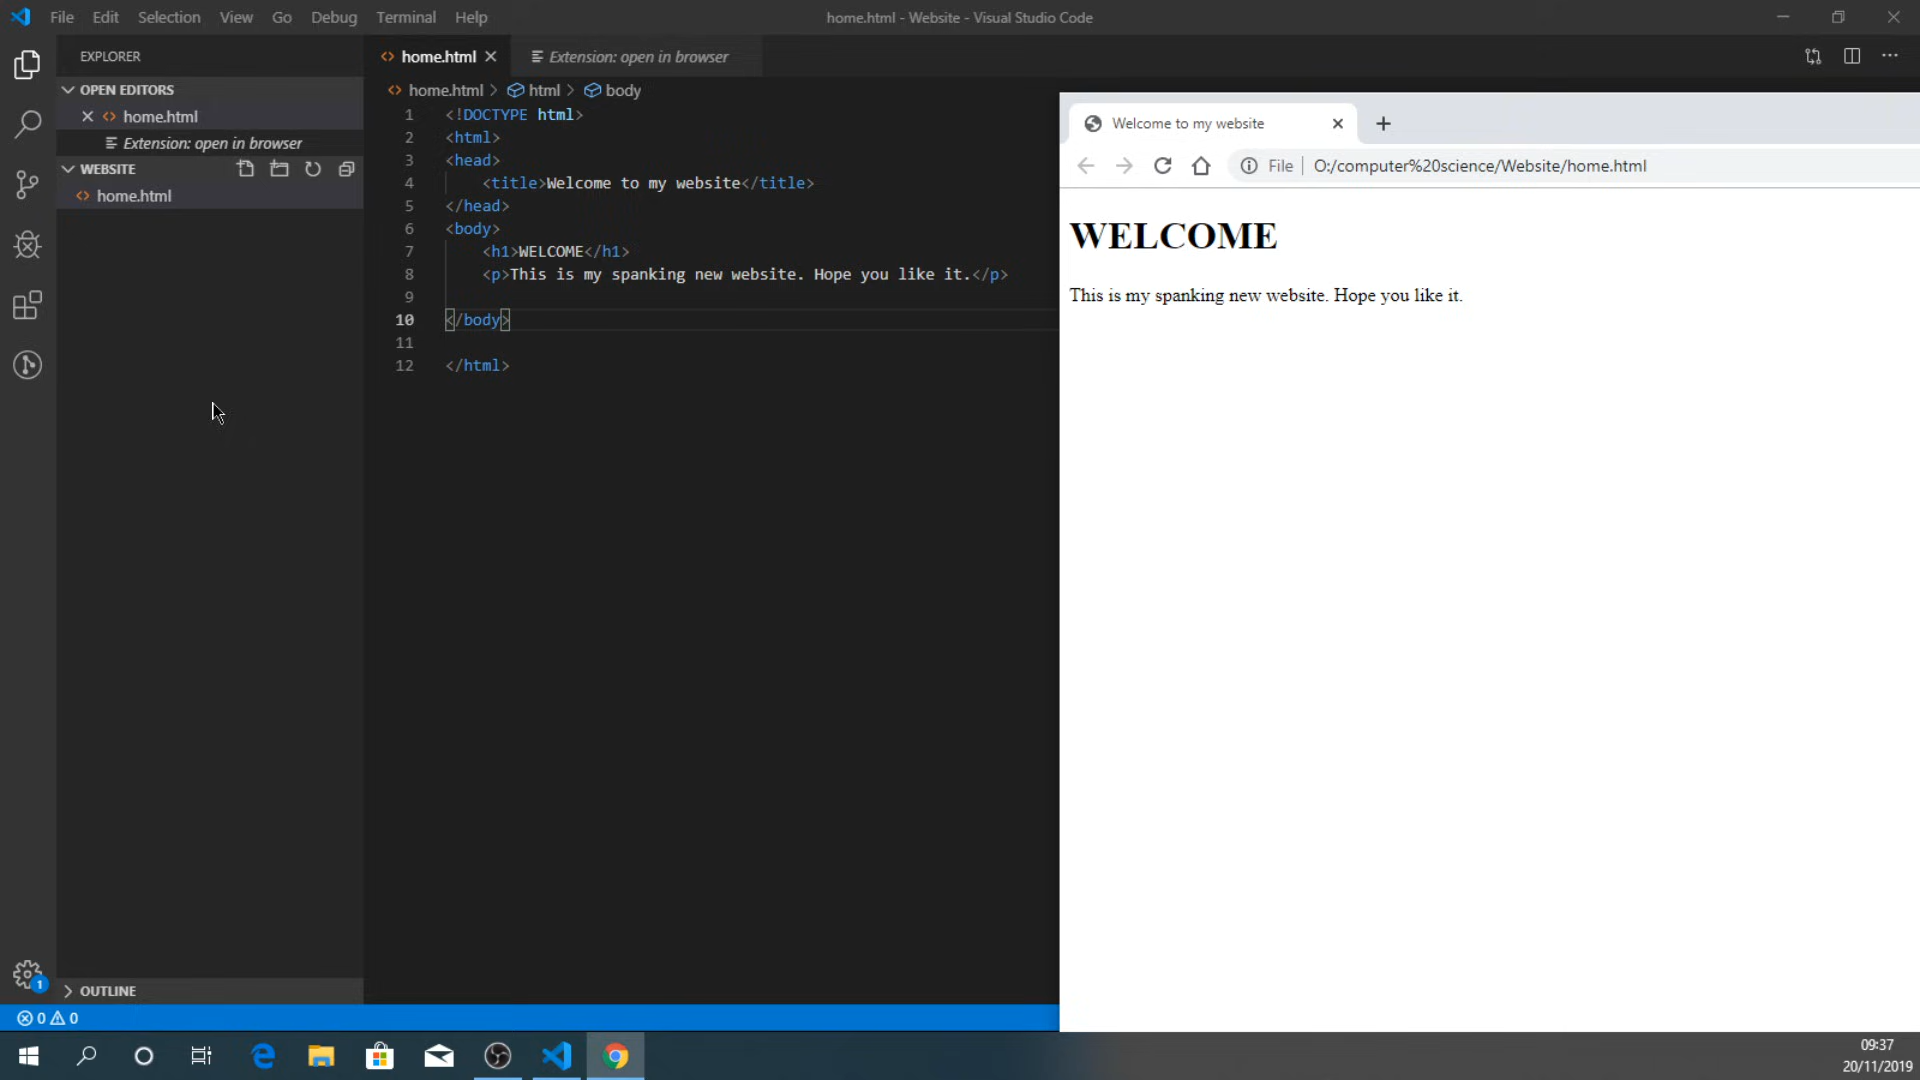 File Edit Selection View Go Debug Terminal Help
home.html - Website - Visual Studio Code
EXPLORER
OPEN EDITORS
home.html
Extension: open in browser
WEBSITE
home.html
OUTLINE
0 0
1
home.html
Extension: open in browser
home.html > html > body
1 <!DOCTYPE html>
2 <html>
3 <head>
4 <title>Welcome to my website</title>
5 </head>
6 <body>
7 <h1>WELCOME</h1>
8 <p>This is my spanking new website. Hope you like it.</p>
9
10 </body>
11
12 </html>
Welcome to my website
File | O:/computer%20science/Website/home.html
WELCOME
This is my spanking new website. Hope you like it.
09:37
20/11/2019